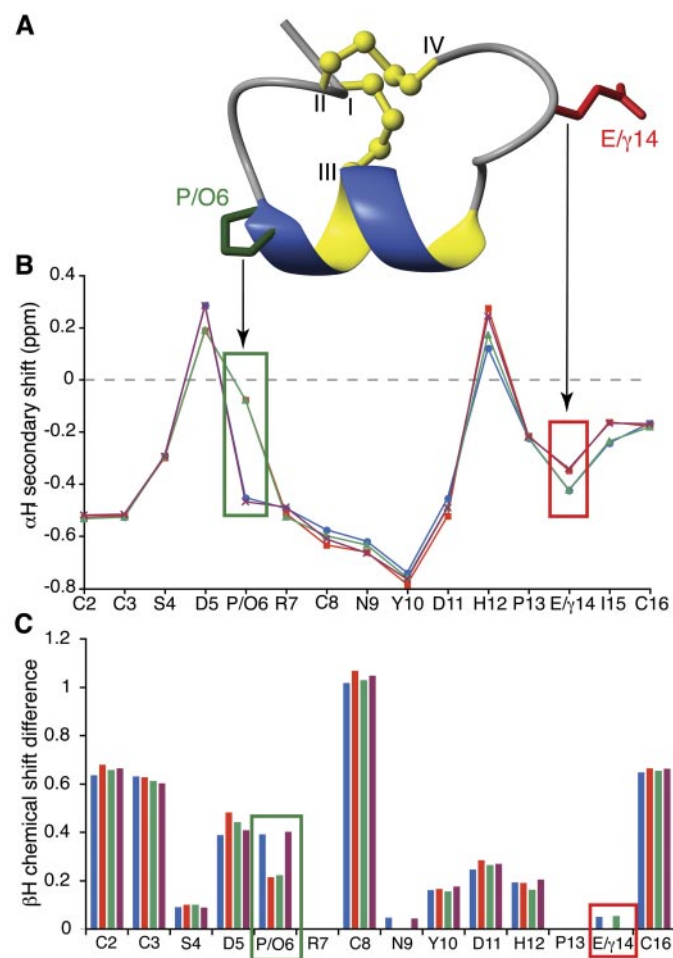 A
IV
II
I
E/γ14
III
P/O6
B
0.4
0.2
0
-0.2
-0.4
-0.6
-0.8
αH secondary shift (ppm)
C2 C3 S4 D5 P/O6 R7 C8 N9 Y10 D11 H12 P13 E/γ14 I15 C16
C
1.2
1
0.8
0.6
0.4
0.2
0
βH chemical shift difference
C2 C3 S4 D5 P/O6 R7 C8 N9 Y10 D11 H12 P13 E/γ14 C16